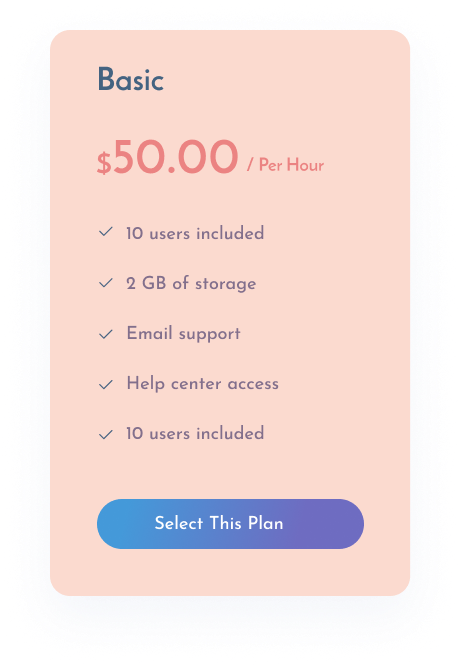 Basic
$50.00 / Per Hour
10 users included
2 GB of storage
Email support
Help center access
10 users included
Select This Plan